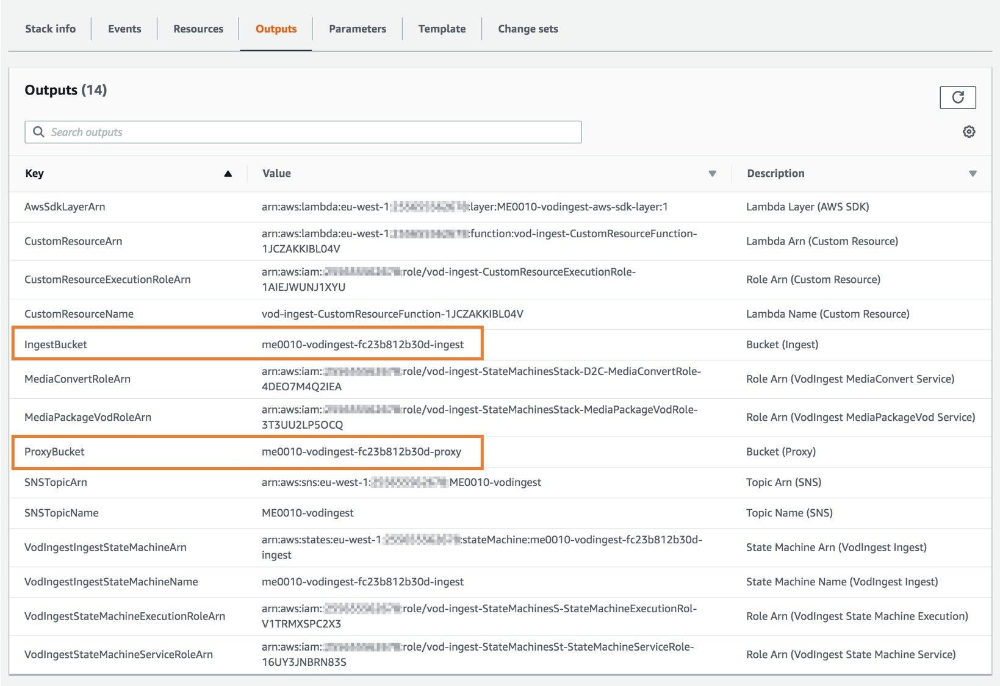 Stack info Events Resources Outputs Parameters Template Change sets
Outputs (14)
Search outputs
Key Value Description
AwsSdkLayerArn arn:aws:lambda:eu-west-1: :layer:ME0010-vodingest-aws-sdk-layer:1 Lambda Layer (AWS SDK)
CustomResourceArn arn:aws:lambda:eu-west-1: :function:vod-ingest-CustomResourceFunction-
1JCZAKKIBL04V Lambda Arn (Custom Resource)
CustomResourceExecutionRoleArn arn:aws:iam:: :role/vod-ingest-CustomResourceExecutionRole-
1AIEJWUNJ1XYU Role Arn (Custom Resource)
CustomResourceName vod-ingest-CustomResourceFunction-1JCZAKKIBL04V Lambda Name (Custom Resource)
IngestBucket me0010-vodingest-fc23b812b30d-ingest Bucket (Ingest)
MediaConvertRoleArn arn:aws:iam:: :role/vod-ingest-StateMachinesStack-D2C-MediaConvertRole-
4DEO7M4Q2IEA Role Arn (VodIngest MediaConvert Service)
MediaPackageVodRoleArn arn:aws:iam:: :role/vod-ingest-StateMachinesStack-MediaPackageVodRole-
3T3UU2LP5OCQ Role Arn (VodIngest MediaPackageVod Service)
ProxyBucket me0010-vodingest-fc23b812b30d-proxy Bucket (Proxy)
SNSTopicArn arn:aws:sns:eu-west-1: ME0010-vodingest Topic Arn (SNS)
SNSTopicName ME0010-vodingest Topic Name (SNS)
VodIngestIngestStateMachineArn arn:aws:states:eu-west-1 :stateMachine:me0010-vodingest-fc23b812b30d-
ingest State Machine Arn (VodIngest Ingest)
VodIngestIngestStateMachineName me0010-vodingest-fc23b812b30d-ingest State Machine Name (VodIngest Ingest)
VodIngestStateMachineExecutionRoleArn arn:aws:iam:: :role/vod-ingest-StateMachinesS-StateMachineExecutionRol-
V1TRMXSPC2X3 Role Arn (VodIngest State Machine Execution)
VodIngestStateMachineServiceRoleArn arn:aws:iam:: :role/vod-ingest-StateMachinesSt-StateMachineServiceRole-
16UY3JNBRN83S Role Arn (VodIngest State Machine Service)